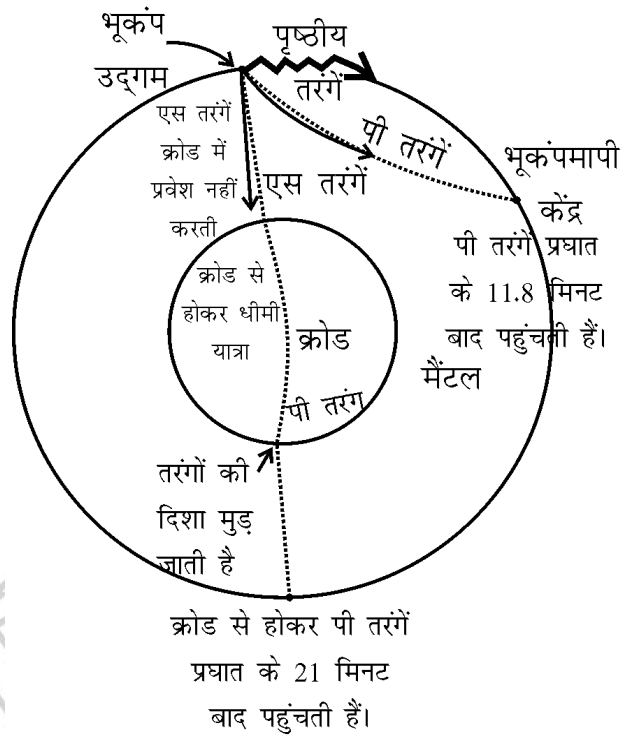 भूकंप
उद्‌गम
पृष्ठीय
तरंगें
एस तरंगें
क्रोड में
प्रवेश नहीं
करती
एस तरंगें
पी तरंगें
भूकंपमापी
केंद्र
पी तरंगें प्रघात
के 11.8 मिनट
बाद पहुंचती हैं।
क्रोड से
होकर धीमी
यात्रा
क्रोड
मैंटल
पी तरंग
तरंगों की
दिशा मुड़
जाती है
क्रोड से होकर पी तरंगें
प्रघात के 21 मिनट
बाद पहुंचती हैं।